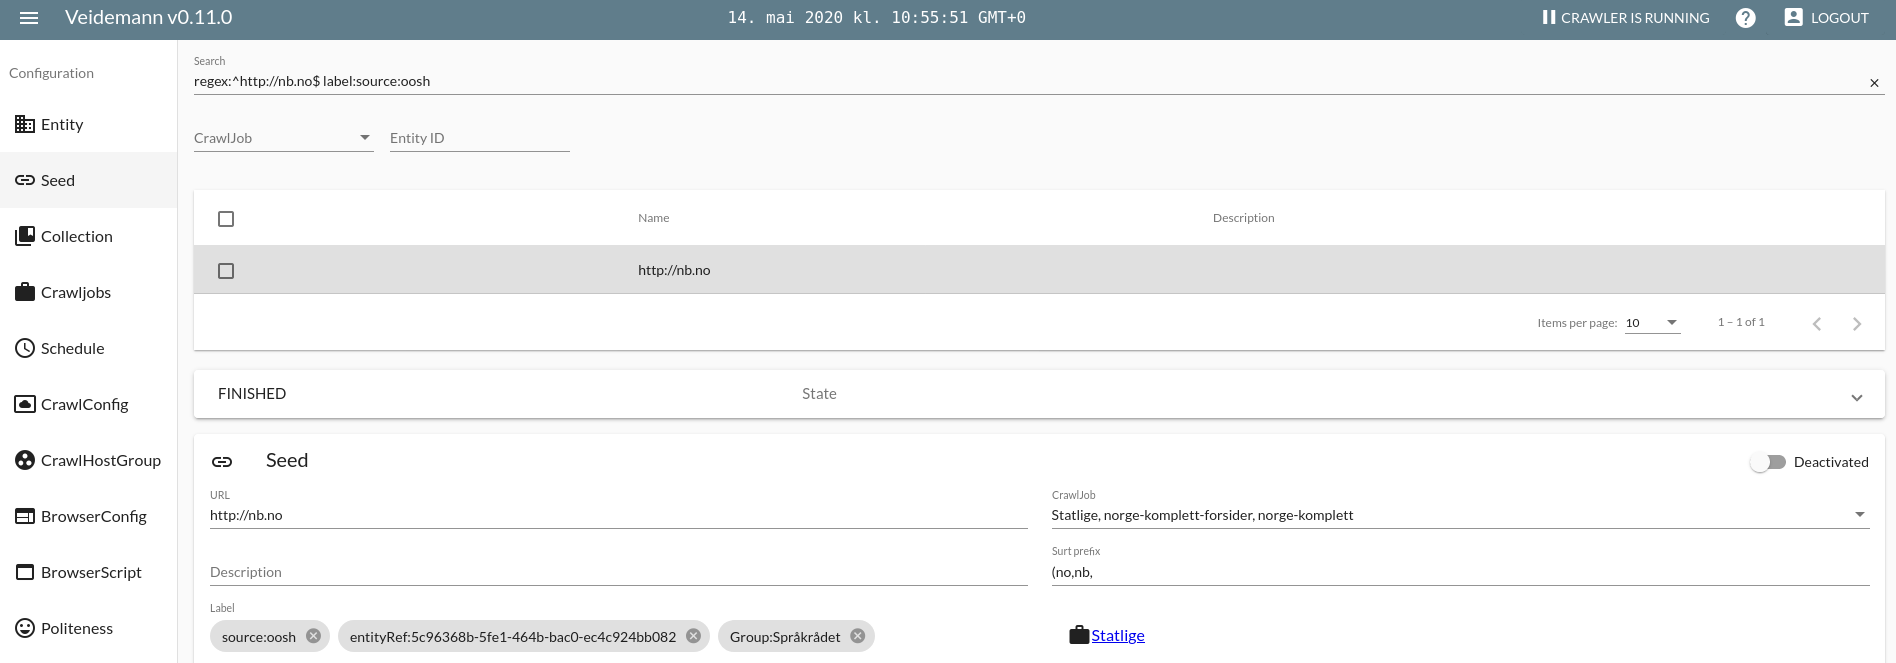 Veidemann v0.11.0
14. mai 2020 kl. 10:55:51 GMT+0
CRAWLER IS RUNNING
LOGOUT
Configuration
Entity
Seed
Collection
Crawljobs
Schedule
CrawlConfig
CrawlHostGroup
BrowserConfig
BrowserScript
Politeness
Search
regex:^http://nb.no$ label:source:oosh
CrawlJob
Entity ID
Name
Description
http://nb.no
Items per page:
10
1 – 1 of 1
FINISHED
State
Seed
Deactivated
URL
http://nb.no
CrawlJob
Statlige, norge-komplett-forsider, norge-komplett
Description
Surt prefix
(no,nb,
Label
source:oosh
entityRef:5c96368b-5fe1-464b-bac0-ec4c924bb082
Group:Språkrådet
Statlige